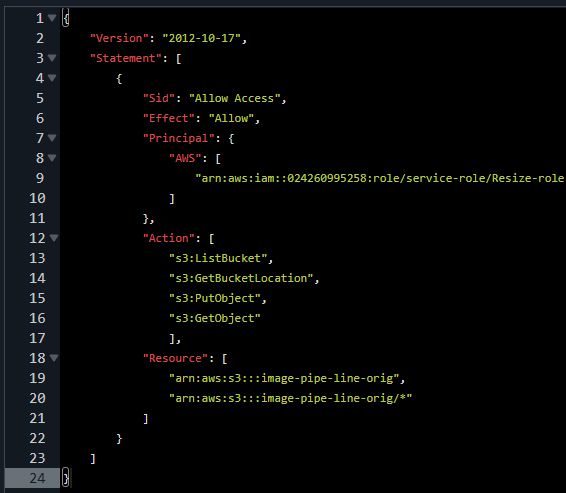 1 {
2 "Version": "2012-10-17",
3 "Statement": [
4 {
5 "Sid": "Allow Access",
6 "Effect": "Allow",
7 "Principal": {
8 "AWS": [
9 "arn:aws:iam::024260995258:role/service-role/Resize-role
10 ]
11 },
12 "Action": [
13 "s3:ListBucket",
14 "s3:GetBucketLocation",
15 "s3:PutObject",
16 "s3:GetObject"
17 ],
18 "Resource": [
19 "arn:aws:s3:::image-pipe-line-orig",
20 "arn:aws:s3:::image-pipe-line-orig/*"
21 ]
22 }
23 ]
24 }